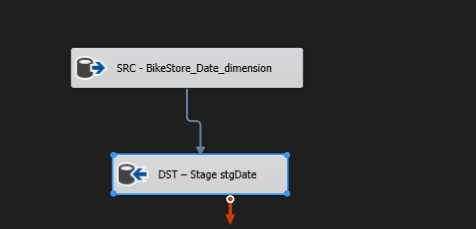 SRC - BikeStore_Date_dimension
DST – Stage stgDate